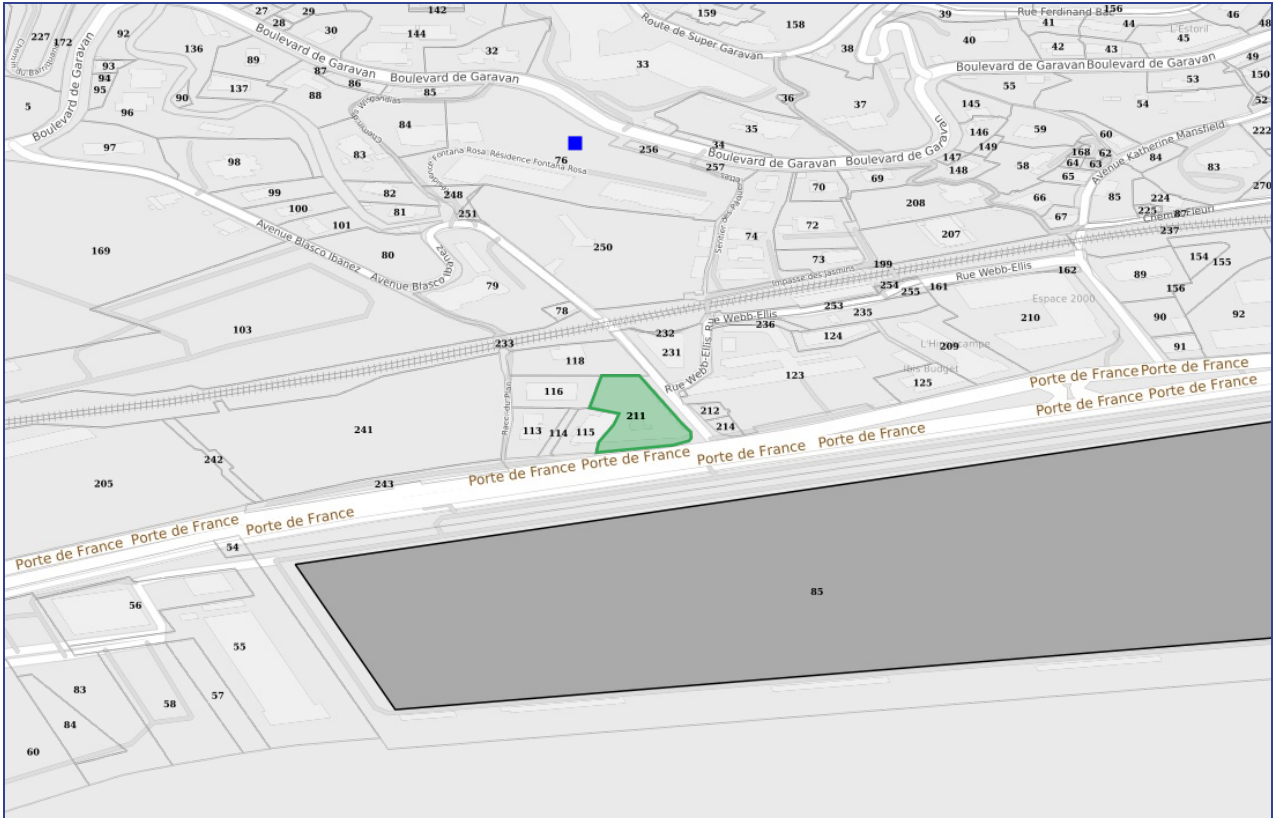 27 29 142 159 158 39 Rue Ferdinand Bac 156 46
92 28 30 144 Route de Super Garavan 41 44 L'Estoril 48
227 172 136 Boulevard de Garavan 32 38 40 42 43 45
Chemin du Barriquand Boulevard de Garavan 33 49
93 89 87 Boulevard de Garavan Boulevard de Garavan Boulevard de Garavan
94 137 86 85 55 53 150
95 90 88 36 37 145 54 52
5 96 Chemin des Wisigandias 84 35 146 59 60 Avenue Katherine Mansfield 222
97 98 83 76 256 34 Boulevard de Garavan Boulevard de Garavan 149 168 62
Fontana Rosa Résidence Fontana Rosa 257 147 148 58 64 63 84 83
99 82 248 70 69 65 270
100 81 251 Sentier des 72 208 66 85 224
101 67 225 87 Chemin Fleuri
169 Avenue Blasco Ibanez 80 250 74 207 237
Avenue Blasco Ibanez 73 199 154 155
79 Impasse des Jasmins Rue Webb-Ellis 162 89
254 255 161 156
103 78 253 235 Espace 2000
Rue Webb-Ellis 236 210 90 92
233 232 124 L'Hippocampe
118 231 209 91
116 Rue Webb-Ellis 123 Ibis Budget 125 Porte de France Porte de France
Racc. du Pian 211 212 Porte de France Porte de France
241 113 114 115 214
242 Porte de France Porte de France Porte de France Porte de France
205 243
Porte de France Porte de France Porte de France
54
56 85
55
83 58 57
84
60